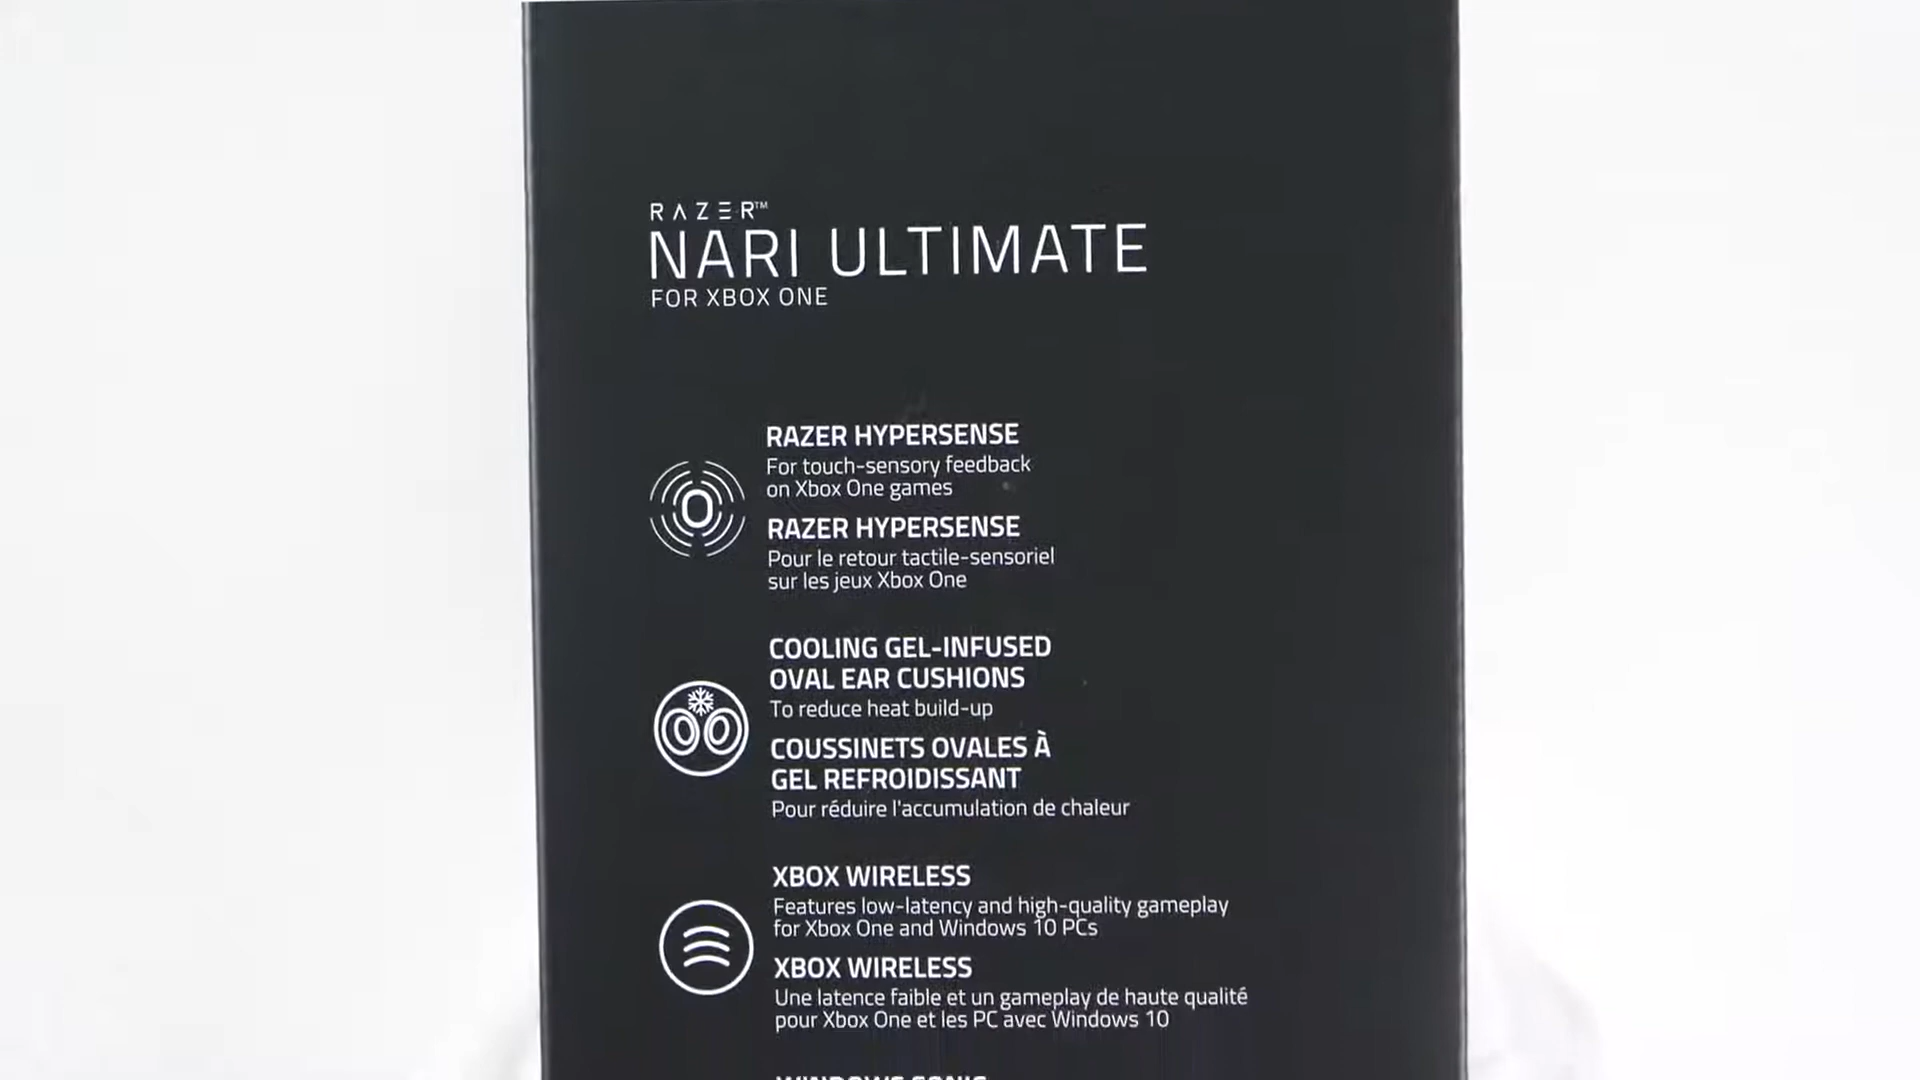 RAZER™
NARI ULTIMATE
FOR XBOX ONE
RAZER HYPERSENSE
For touch-sensory feedback
on Xbox One games
RAZER HYPERSENSE
Pour le retour tactile-sensoriel
sur les jeux Xbox One
COOLING GEL-INFUSED
OVAL EAR CUSHIONS
To reduce heat build-up
COUSSINETS OVALES À
GEL REFROIDISSANT
Pour réduire l'accumulation de chaleur
XBOX WIRELESS
Features low-latency and high-quality gameplay
for Xbox One and Windows 10 PCs
XBOX WIRELESS
Une latence faible et un gameplay de haute qualité
pour Xbox One et les PC avec Windows 10
WINDOWS SONIC